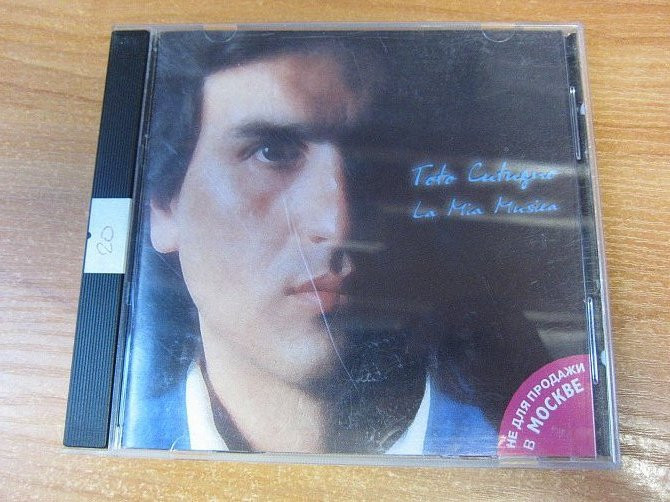 Toto Cutugno
La Mia Musica
20
НЕ ДЛЯ ПРОДАЖИ
В МОСКВЕ